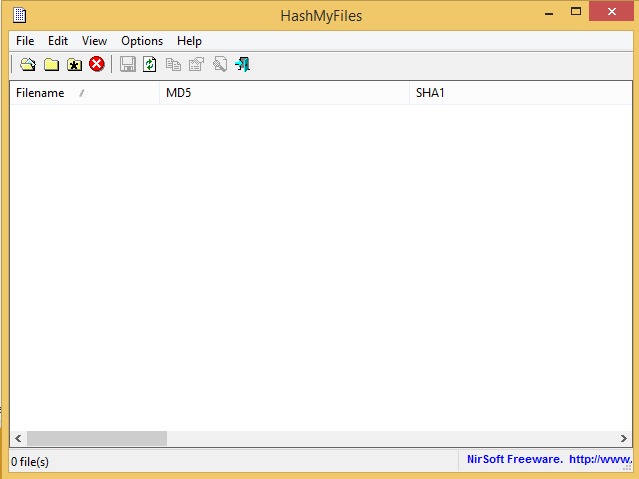 HashMyFiles
File Edit View Options Help
Filename MD5 SHA1
0 file(s) NirSoft Freeware. http://www.